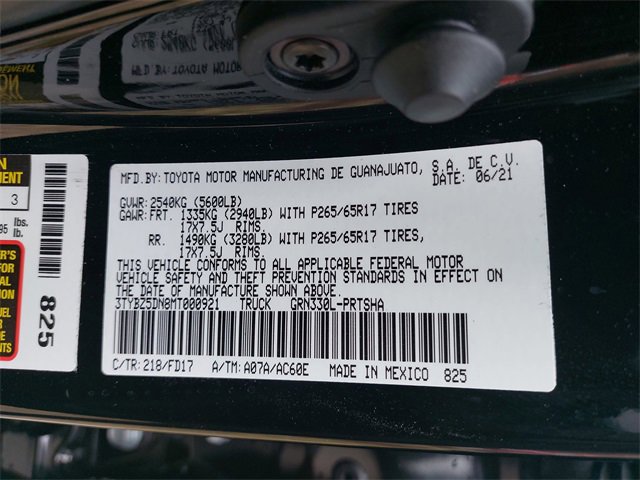 MFD.BY:TOYOTA MOTOR MANUFACTURING DE GUANAJUATO, S.A. DE C.V.
DATE: 06/21
GVWR:2540KG (5600LB)
GAWR:FRT. 1335KG (2940LB) WITH P265/65R17 TIRES
17X7.5J RIMS.
RR. 1490KG (3280LB) WITH P265/65R17 TIRES,
17X7.5J RIMS.
THIS VEHICLE CONFORMS TO ALL APPLICABLE FEDERAL MOTOR
VEHICLE SAFETY AND THEFT PREVENTION STANDARDS IN EFFECT ON
THE DATE OF MANUFACTURE SHOWN ABOVE.
3TYBZ5DN8MT000921 TRUCK GRN330L-PRTSHA
C/TR:218/FD17 A/TM:A07A/AC60E MADE IN MEXICO 825
3
lbs.
lb.
825